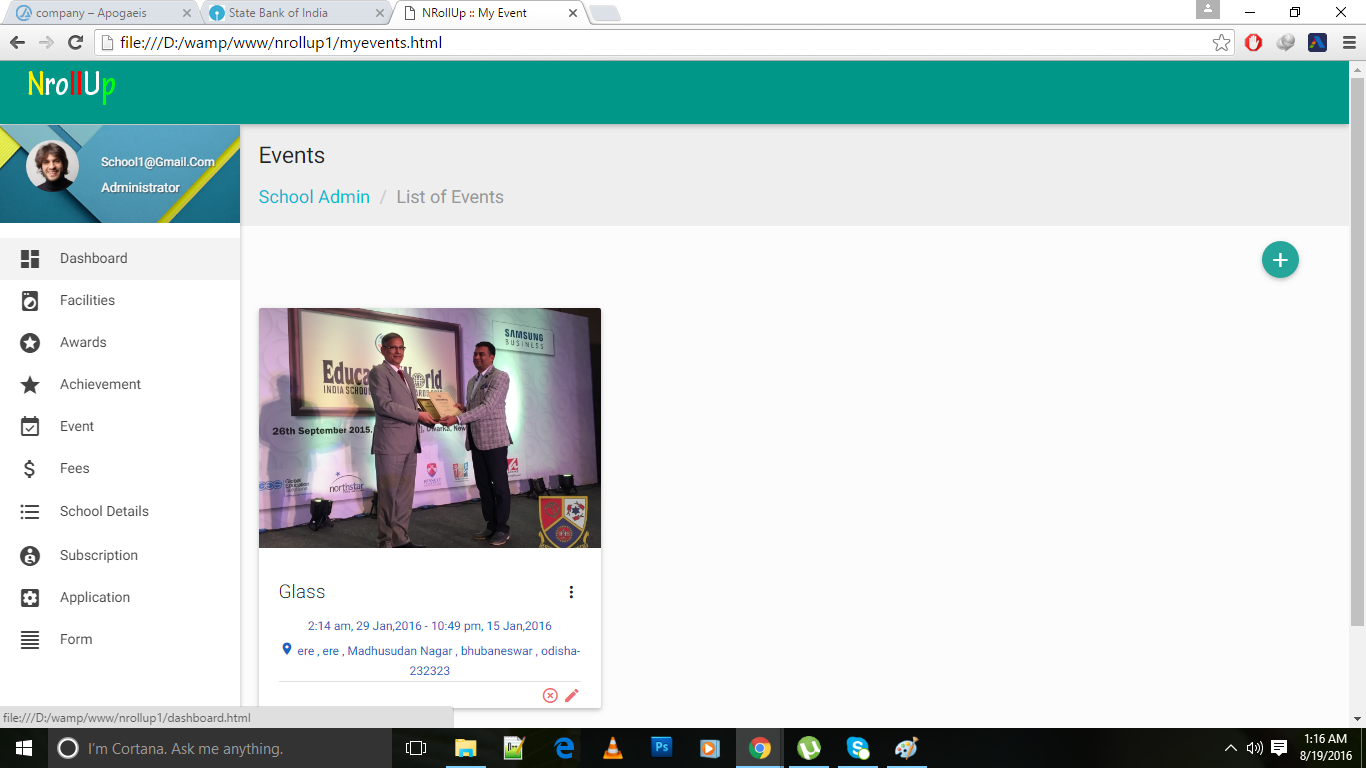 company – Apogaeis
State Bank of India
NRollUp :: My Event
file:///D:/wamp/www/nrollup1/myevents.html
NrollUp
School1@Gmail.Com
Administrator
Dashboard
Facilities
Awards
Achievement
Event
Fees
School Details
Subscription
Application
Form
Events
School Admin / List of Events
+
SAMSUNG
BUSINESS
World
INDIA SCHOOL
26th September 2015.
Dwarka, New
northstar
Glass
2:14 am, 29 Jan,2016 - 10:49 pm, 15 Jan,2016
ere , ere , Madhusudan Nagar , bhubaneswar , odisha-
232323
file:///D:/wamp/www/nrollup1/dashboard.html
I'm Cortana. Ask me anything.
Ps
1:16 AM
8/19/2016